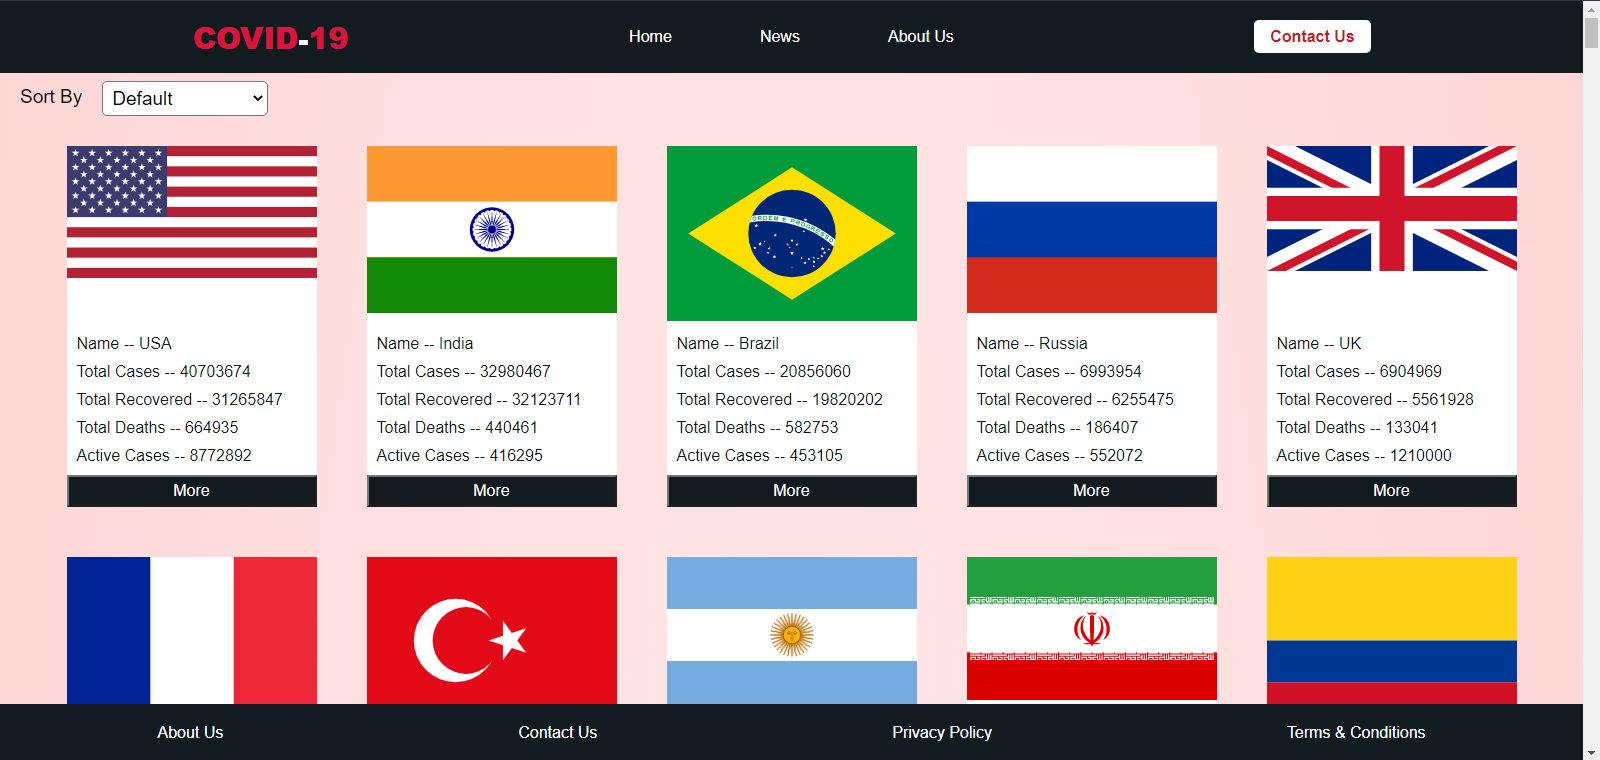 COVID-19
Home
News
About Us
Contact Us
Sort By
Default
ORDEM E PROGRESSO
Name -- USA
Total Cases -- 40703674
Total Recovered -- 31265847
Total Deaths -- 664935
Active Cases -- 8772892
More
Name -- India
Total Cases -- 32980467
Total Recovered -- 32123711
Total Deaths -- 440461
Active Cases -- 416295
More
Name -- Brazil
Total Cases -- 20856060
Total Recovered -- 19820202
Total Deaths -- 582753
Active Cases -- 453105
More
Name -- Russia
Total Cases -- 6993954
Total Recovered -- 6255475
Total Deaths -- 186407
Active Cases -- 552072
More
Name -- UK
Total Cases -- 6904969
Total Recovered -- 5561928
Total Deaths -- 133041
Active Cases -- 1210000
More
About Us
Contact Us
Privacy Policy
Terms & Conditions